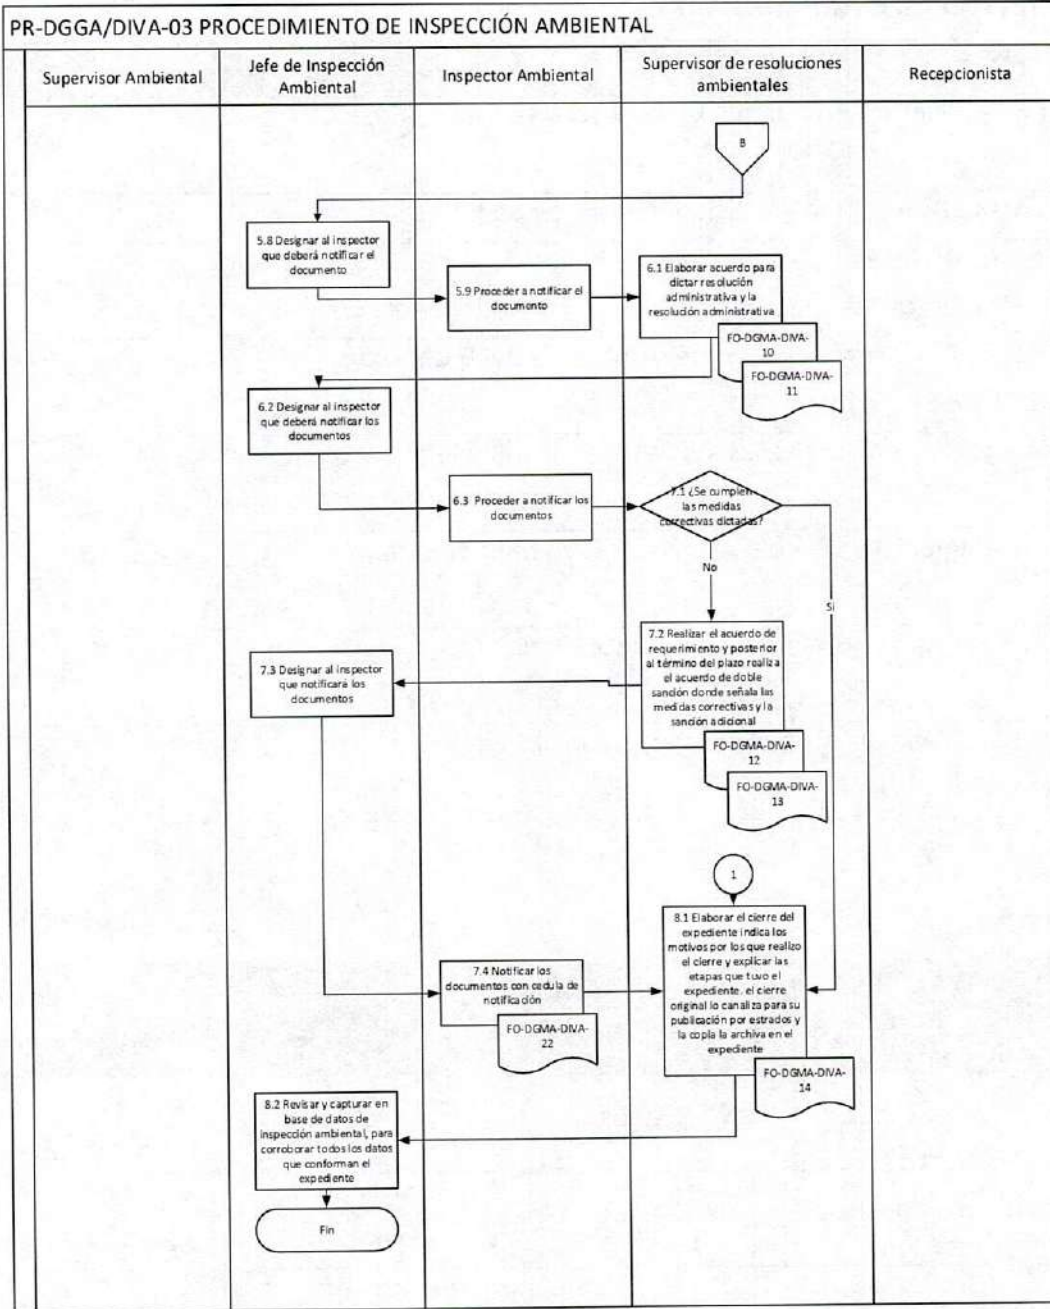 PR-DGGA/DIVA-03 PROCEDIMIENTO DE INSPECCIÓN AMBIENTAL
Supervisor Ambiental
Jefe de Inspección
Ambiental
Inspector Ambiental
Supervisor de resoluciones
ambientales
Recepcionista
B
5.8 Designar al inspector
que deberá notificar el
documento
5.9 Proceder a notificar el
documento
6.1 Elaborar acuerdo para
dictar resolución
administrativa y la
resolución administrativa
FO-DGMA-DIVA-
10
FO-DGMA-DIVA-
11
6.2 Designar al inspector
que deberá notificar los
documentos
6.3 Proceder a notificar los
documentos
7.1 ¿Se cumplen
las medidas
correctivas dictadas?
No
Si
7.2 Realizar el acuerdo de
requerimiento y posterior
al término del plazo realiza
el acuerdo de doble
sanción donde señala las
medidas correctivas y la
sanción adicional
FO-DGMA-DIVA-
12
FO-DGMA-DIVA-
13
7.3 Designar al inspector
que notificará los
documentos
1
8.1 Elaborar el cierre del
expediente indica los
motivos por los que realizo
el cierre y explicar las
etapas que tuvo el
expediente. el cierre
original lo canaliza para su
publicación por estrados y
la copia la archiva en el
expediente
FO-DGMA-DIVA-
14
7.4 Notificar los
documentos con cedula de
notificación
FO-DGMA-DIVA-
22
8.2 Revisar y capturar en
base de datos de
inspección ambiental, para
corroborar todos los datos
que conforman el
expediente
Fin